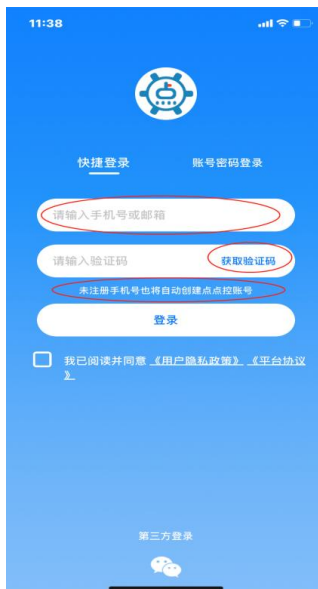 11:38
快捷登录 账号密码登录
请输入手机号或邮箱
请输入验证码 获取验证码
未注册手机号也将自动创建点点控账号
登录
我已阅读并同意《用户隐私政策》《平台协议
》
第三方登录